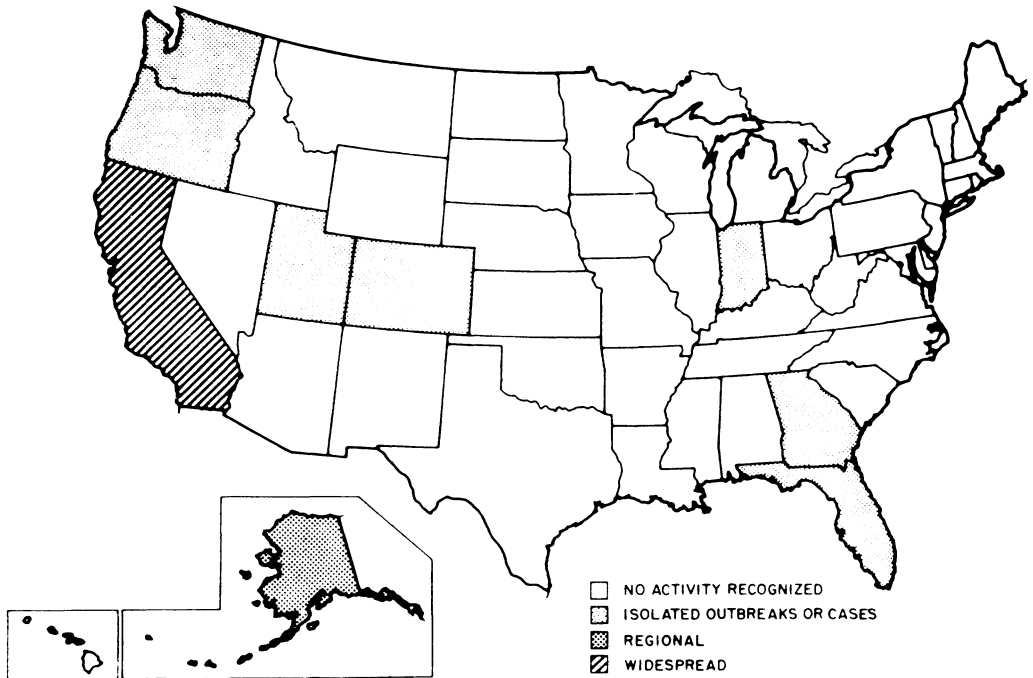 NO ACTIVITY RECOGNIZED
ISOLATED OUTBREAKS OR CASES
REGIONAL
WIDESPREAD